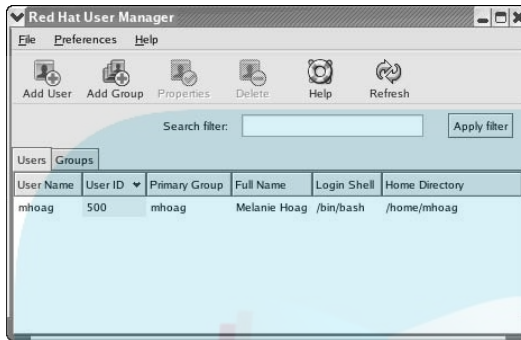 Red Hat User Manager
File Preferences Help
Add User Add Group Properties Delete Help Refresh
Search filter: Apply filter
Users Groups
User Name User ID Primary Group Full Name Login Shell Home Directory
mhoag 500 mhoag Melanie Hoag /bin/bash /home/mhoag